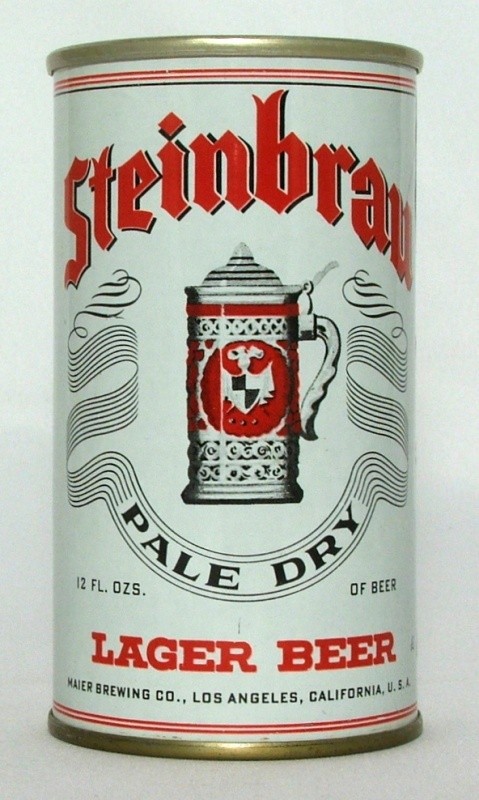 Steinbrau
PALE DRY
12 FL. OZS. OF BEER
LAGER BEER
MAIER BREWING CO., LOS ANGELES, CALIFORNIA, U.S.A.